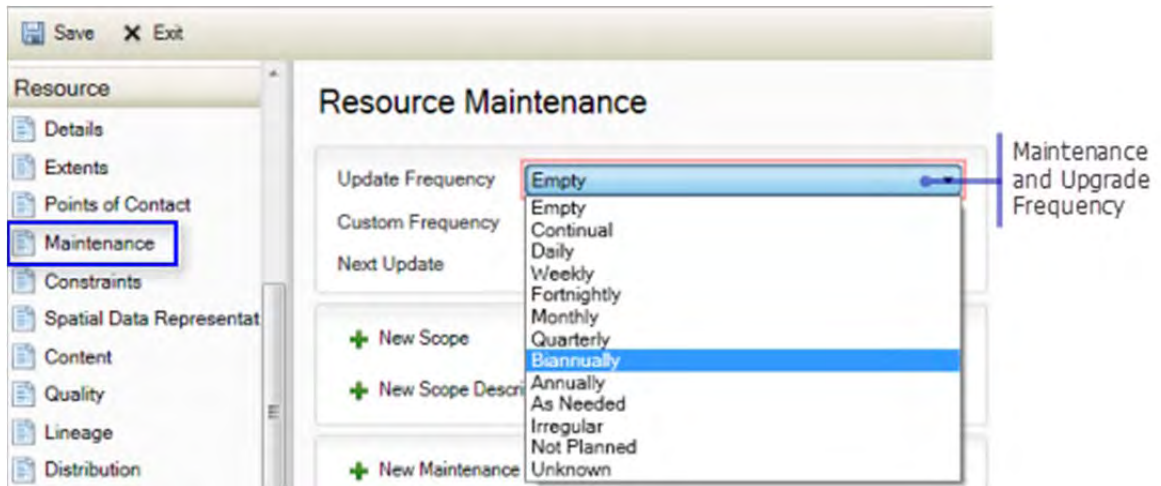 Save Exit
Resource
Details
Extents
Points of Contact
Maintenance
Constraints
Spatial Data Representat
Content
Quality
Lineage
Distribution
Resource Maintenance
Update Frequency Empty
Custom Frequency
Next Update
Empty
Continual
Daily
Weekly
Fortnightly
Monthly
Quarterly
Biannually
Annually
As Needed
Irregular
Not Planned
Unknown
New Scope
New Scope Descri
New Maintenance
Maintenance
and Upgrade
Frequency